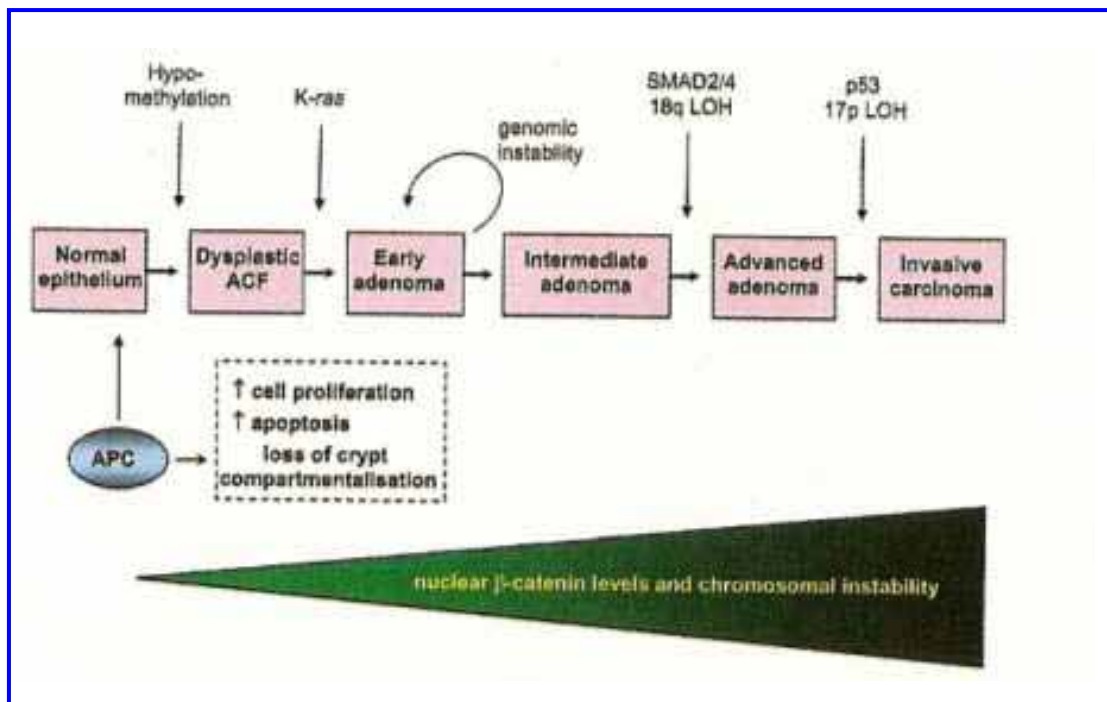 Hypo-
methylation
K-ras
genomic
instability
SMAD2/4
18q LOH
p53
17p LOH
Normal
epithelium
Dysplastic
ACF
Early
adenoma
Intermediate
adenoma
Advanced
adenoma
Invasive
carcinoma
APC
↑ cell proliferation
↑ apoptosis
loss of crypt
compartmentalisation
nuclear β-catenin levels and chromosomal instability